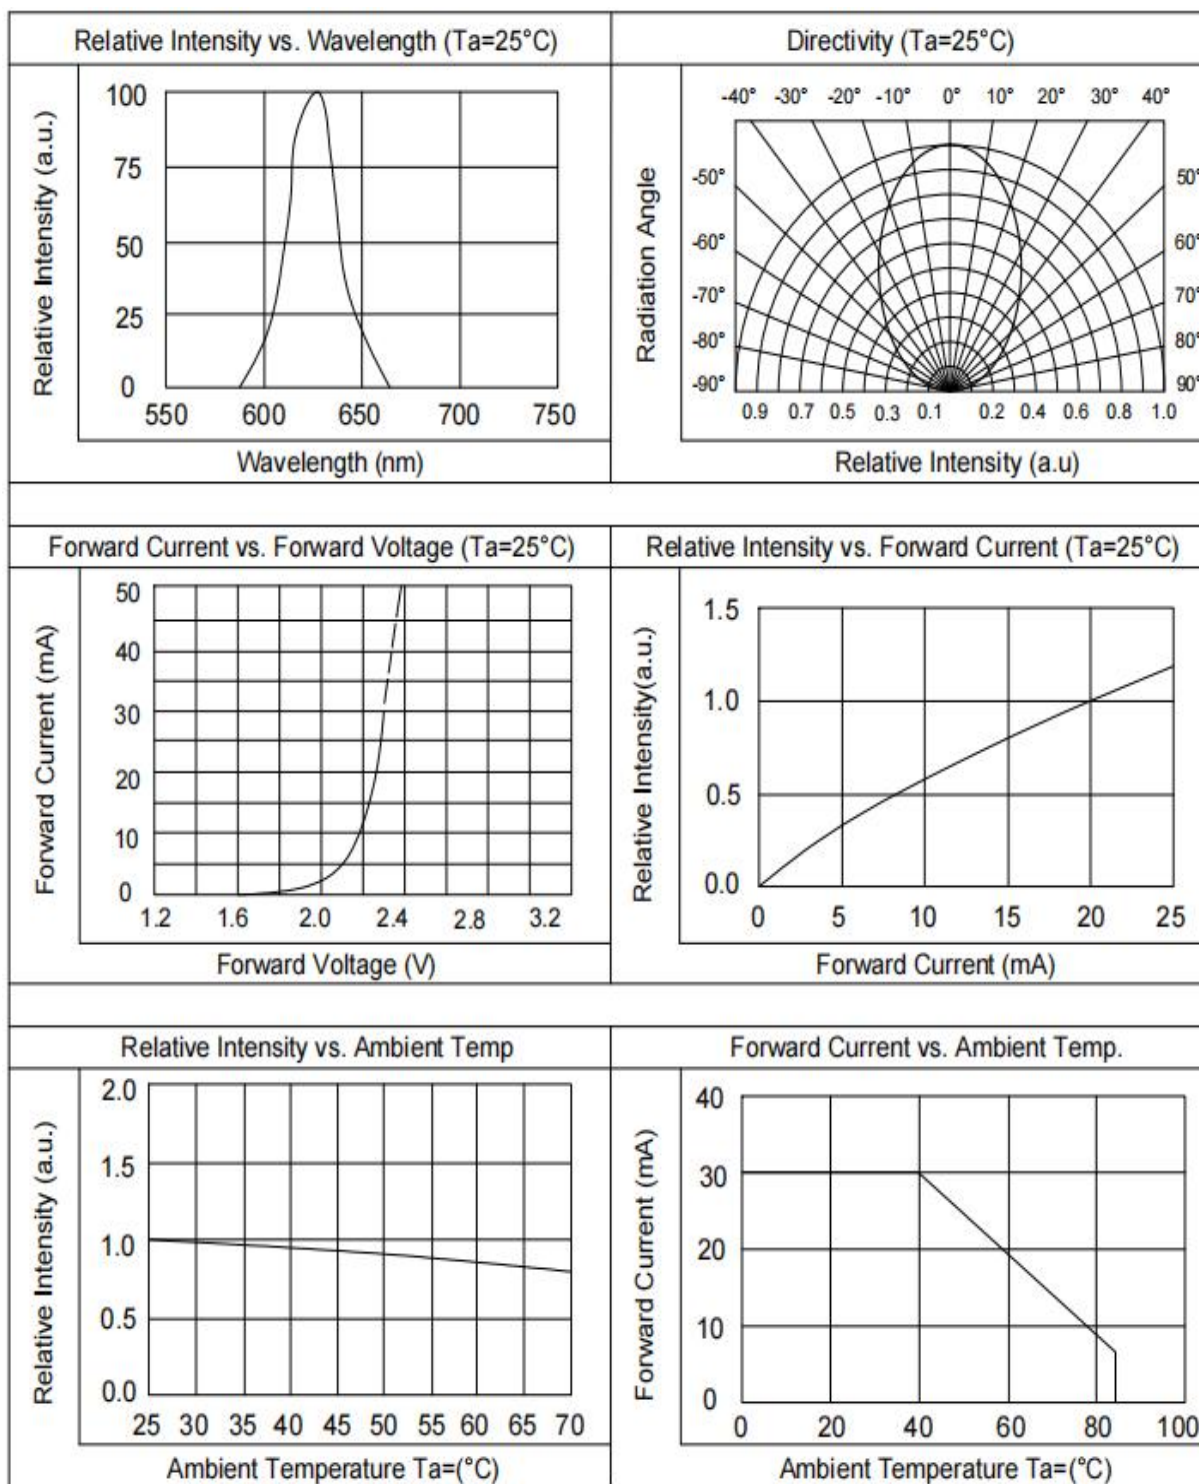 Relative Intensity vs. Wavelength (Ta=25°C)
Relative Intensity (a.u.)
100
75
50
25
0
550 600 650 700 750
Wavelength (nm)
Directivity (Ta=25°C)
Radiation Angle
-40° -30° -20° -10° 0° 10° 20° 30° 40°
-50° 50°
-60° 60°
-70° 70°
-80° 80°
-90° 90°
0.9 0.7 0.5 0.3 0.1 0.2 0.4 0.6 0.8 1.0
Relative Intensity (a.u)
Forward Current vs. Forward Voltage (Ta=25°C)
Forward Current (mA)
50
40
30
20
10
0
1.2 1.6 2.0 2.4 2.8 3.2
Forward Voltage (V)
Relative Intensity vs. Forward Current (Ta=25°C)
Relative Intensity(a.u.)
1.5
1.0
0.5
0.0
0 5 10 15 20 25
Forward Current (mA)
Relative Intensity vs. Ambient Temp
Relative Intensity (a.u.)
2.0
1.5
1.0
0.5
0.0
25 30 35 40 45 50 55 60 65 70
Ambient Temperature Ta=(°C)
Forward Current vs. Ambient Temp.
Forward Current (mA)
40
30
20
10
0
0 20 40 60 80 100
Ambient Temperature Ta=(°C)